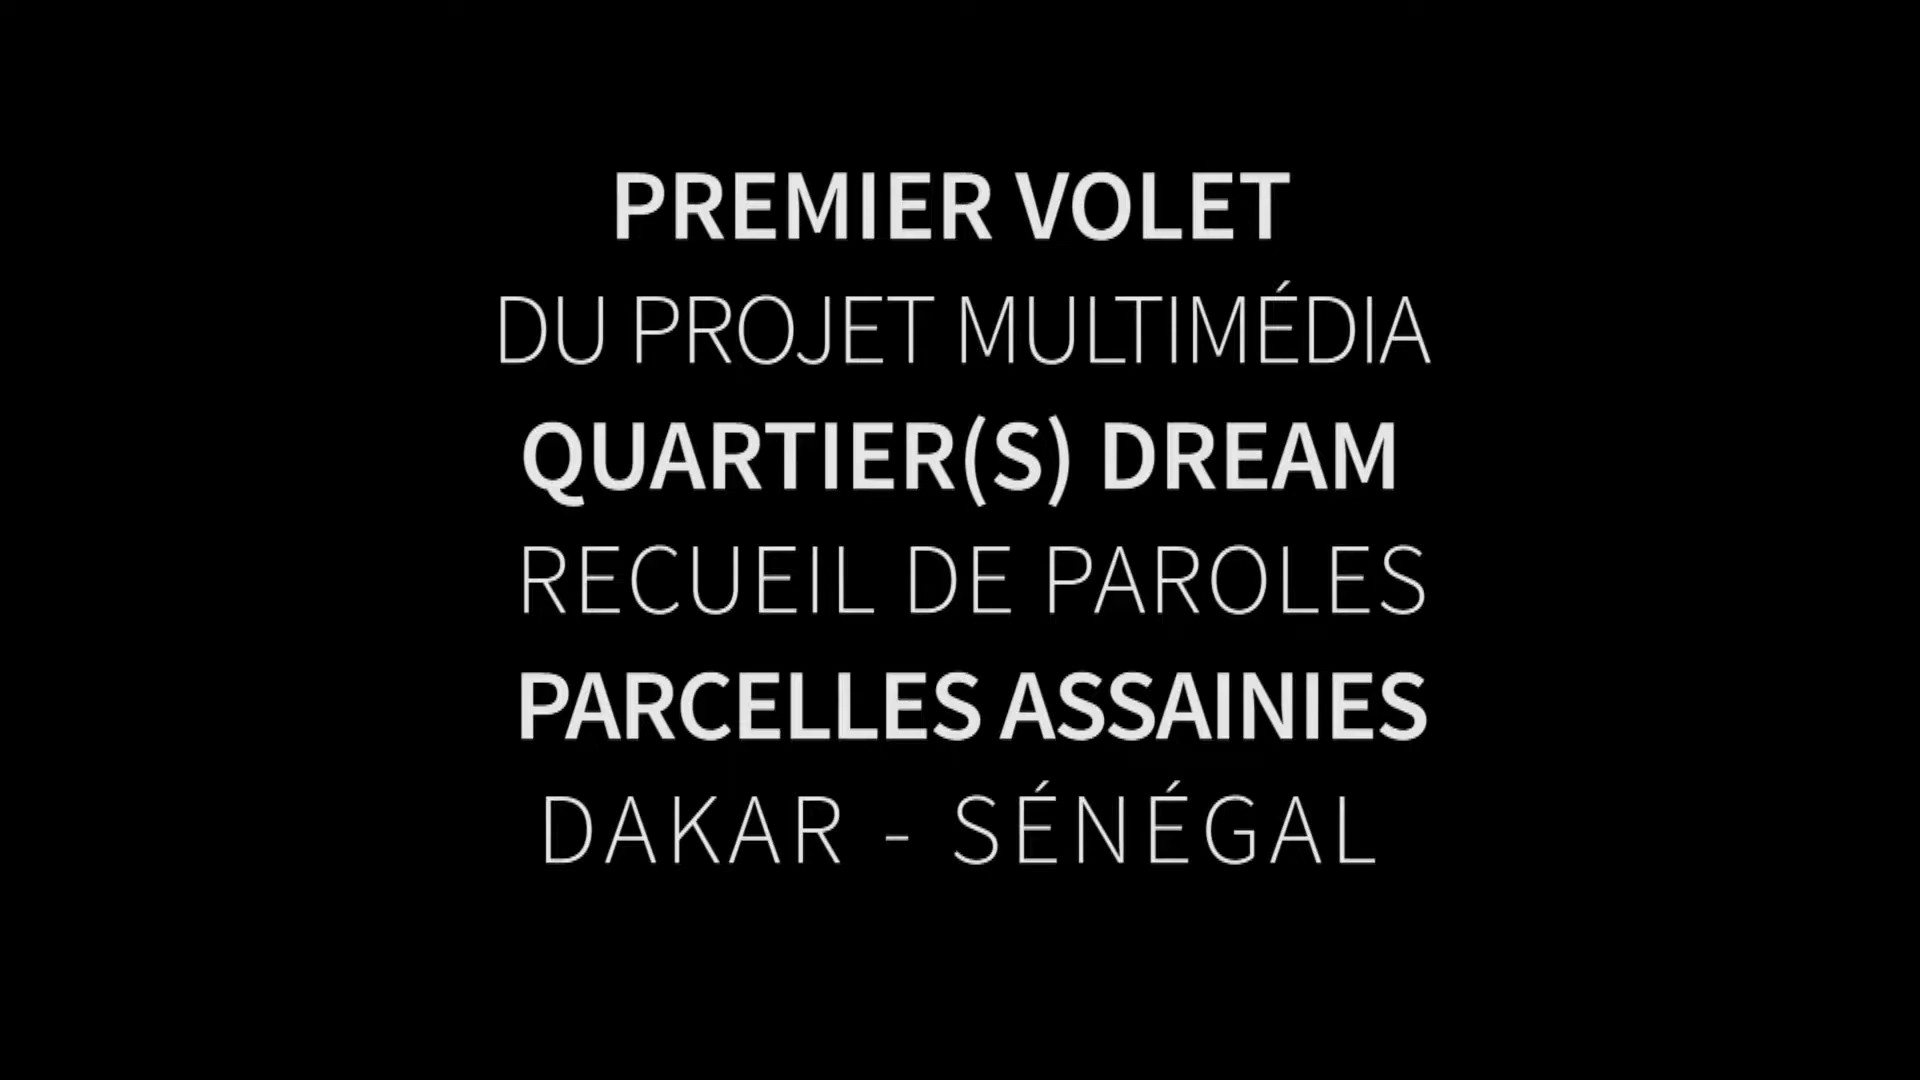 PREMIER VOLET
DU PROJET MULTIMÉDIA
QUARTIER(S) DREAM
RECUEIL DE PAROLES
PARCELLES ASSAINIES
DAKAR - SÉNÉGAL